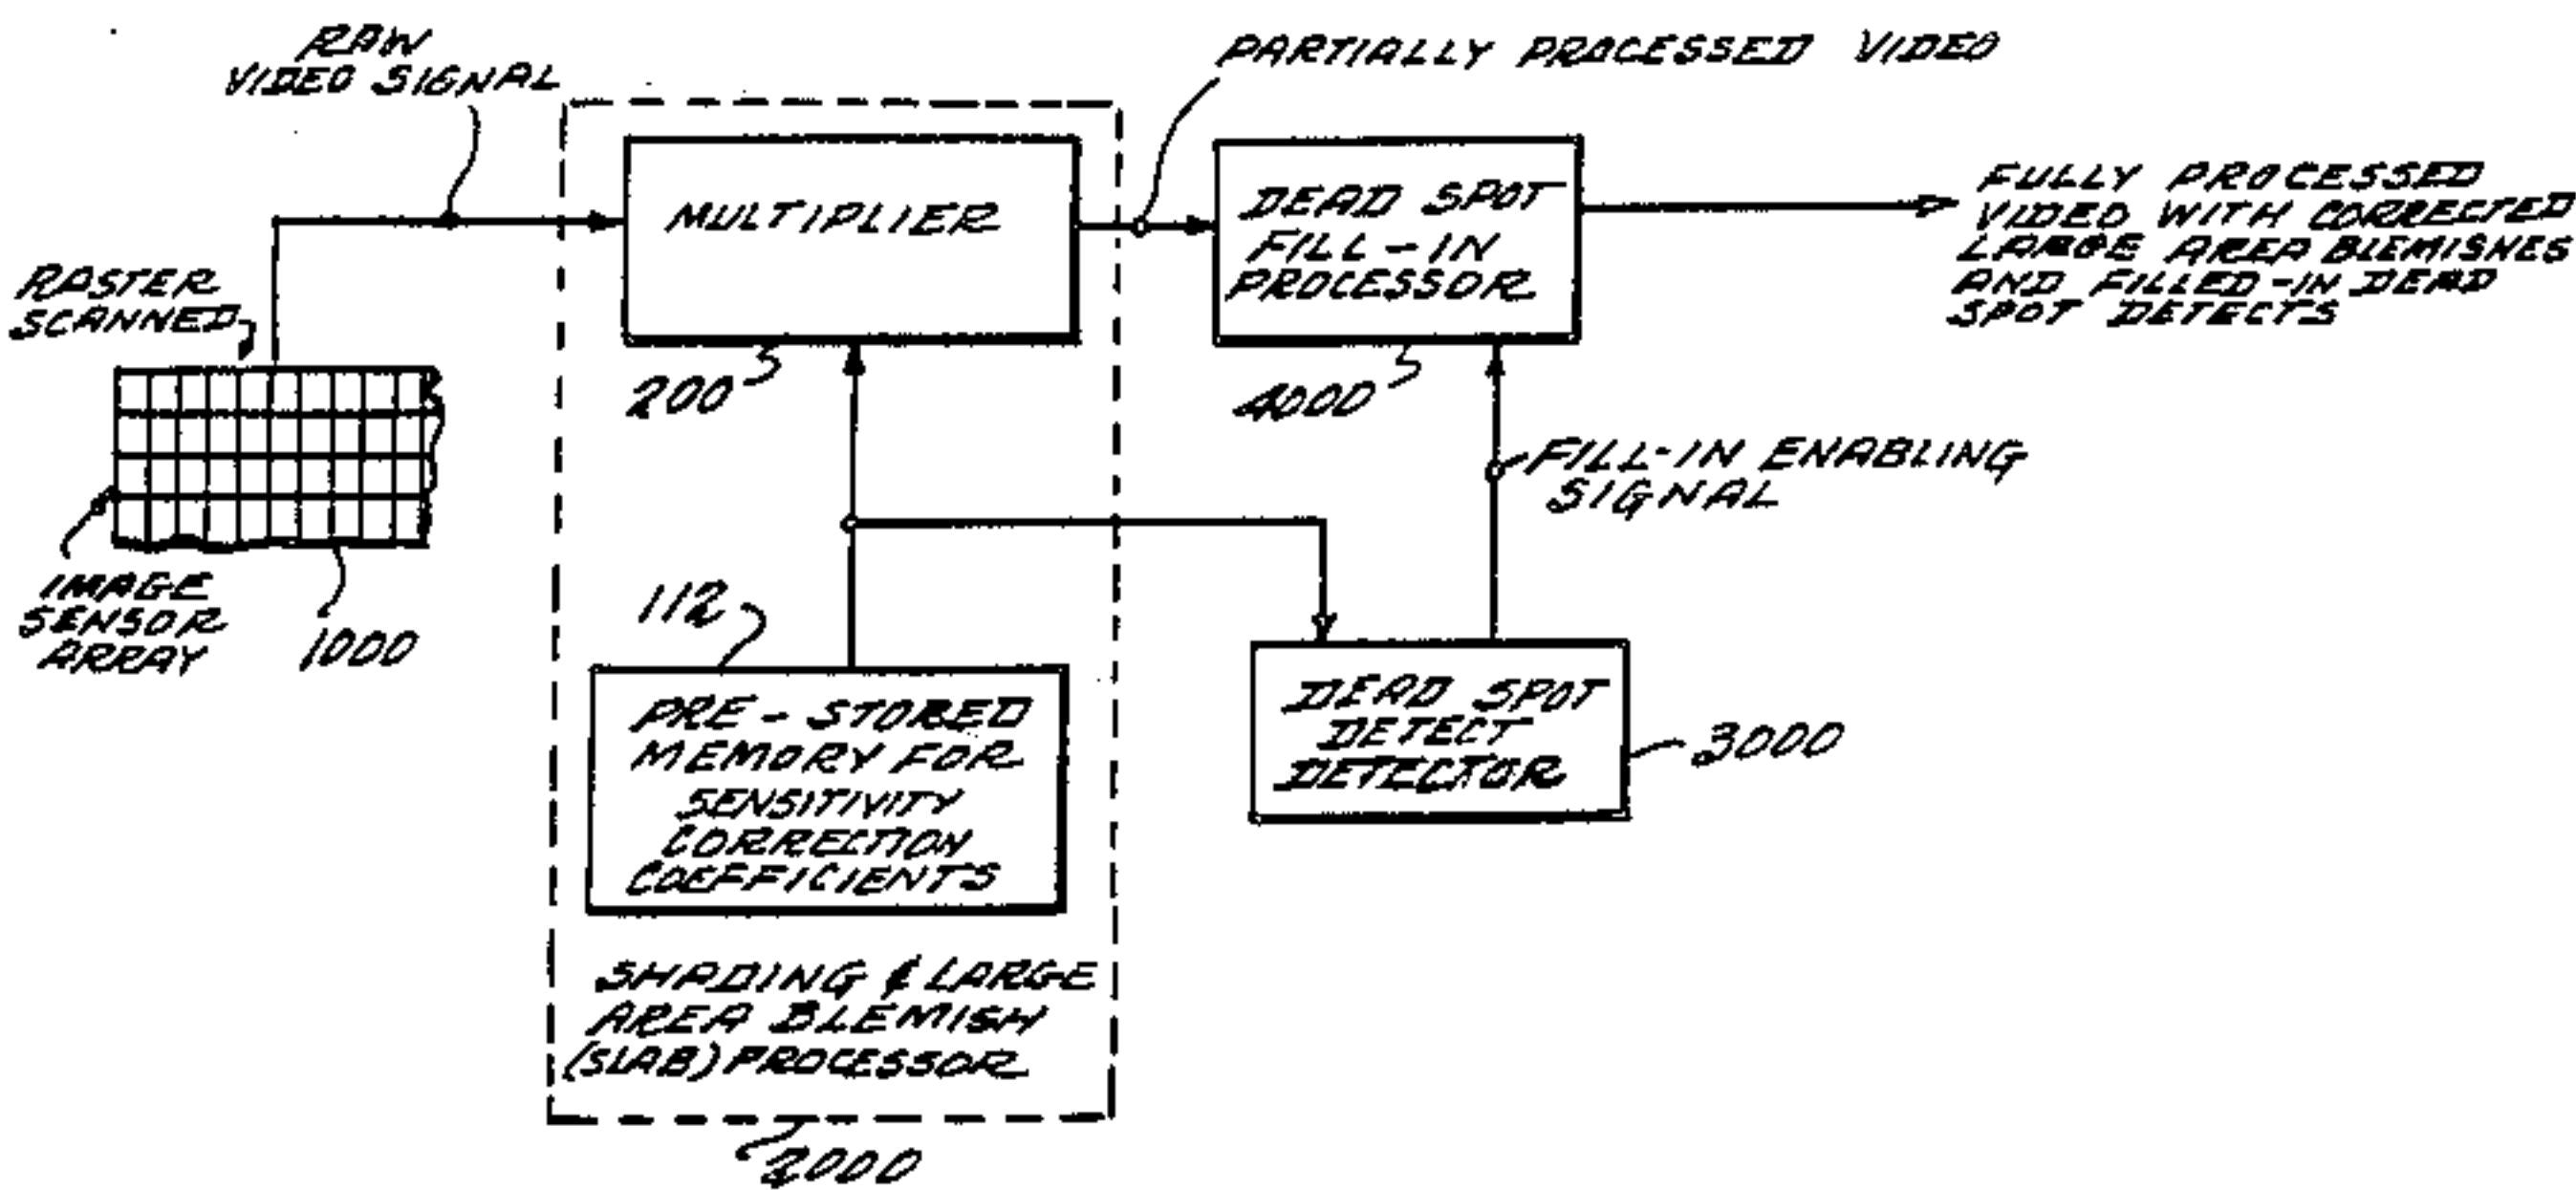 RAW
VIDEO SIGNAL
PARTIALLY PROCESSED VIDEO
MULTIPLIER
DEAD SPOT
FILL-IN
PROCESSOR
FULLY PROCESSED
VIDEO WITH CORRECTED
LARGE AREA BLEMISHES
AND FILLED-IN DEAD
SPOT DETECTS
RASTER
SCANNED
200
4000
FILL-IN ENABLING
SIGNAL
IMAGE
SENSOR
ARRAY
1000
112
PRE-STORED
MEMORY FOR
SENSITIVITY
CORRECTION
COEFFICIENTS
DEAD SPOT
DETECT
DETECTOR
3000
SHADING & LARGE
AREA BLEMISH
(SLAB) PROCESSOR
2000